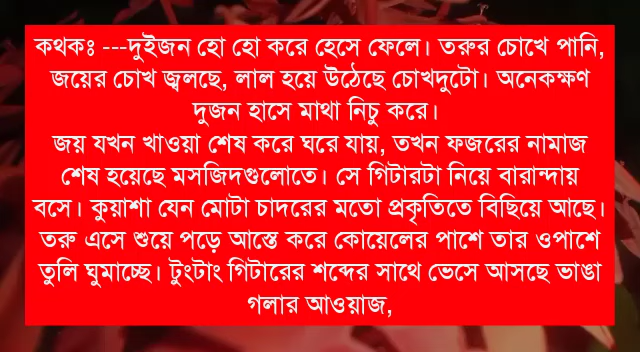 কথকঃ ---দুইজন হো হো করে হেসে ফেলে। তরুর চোখে পানি,
জয়ের চোখ জ্বলছে, লাল হয়ে উঠেছে চোখদুটো। অনেকক্ষণ
দুজন হাসে মাথা নিচু করে।
জয় যখন খাওয়া শেষ করে ঘরে যায়, তখন ফজরের নামাজ
শেষ হয়েছে মসজিদগুলোতে। সে গিটারটা নিয়ে বারান্দায়
বসে। কুয়াশা যেন মোটা চাদরের মতো প্রকৃতিতে বিছিয়ে আছে।
তরু এসে শুয়ে পড়ে আস্তে করে কোয়েলের পাশে তার ওপাশে
তুলি ঘুমাচ্ছে। টুংটাং গিটারের শব্দের সাথে ভেসে আসছে ভাঙা
গলার আওয়াজ,